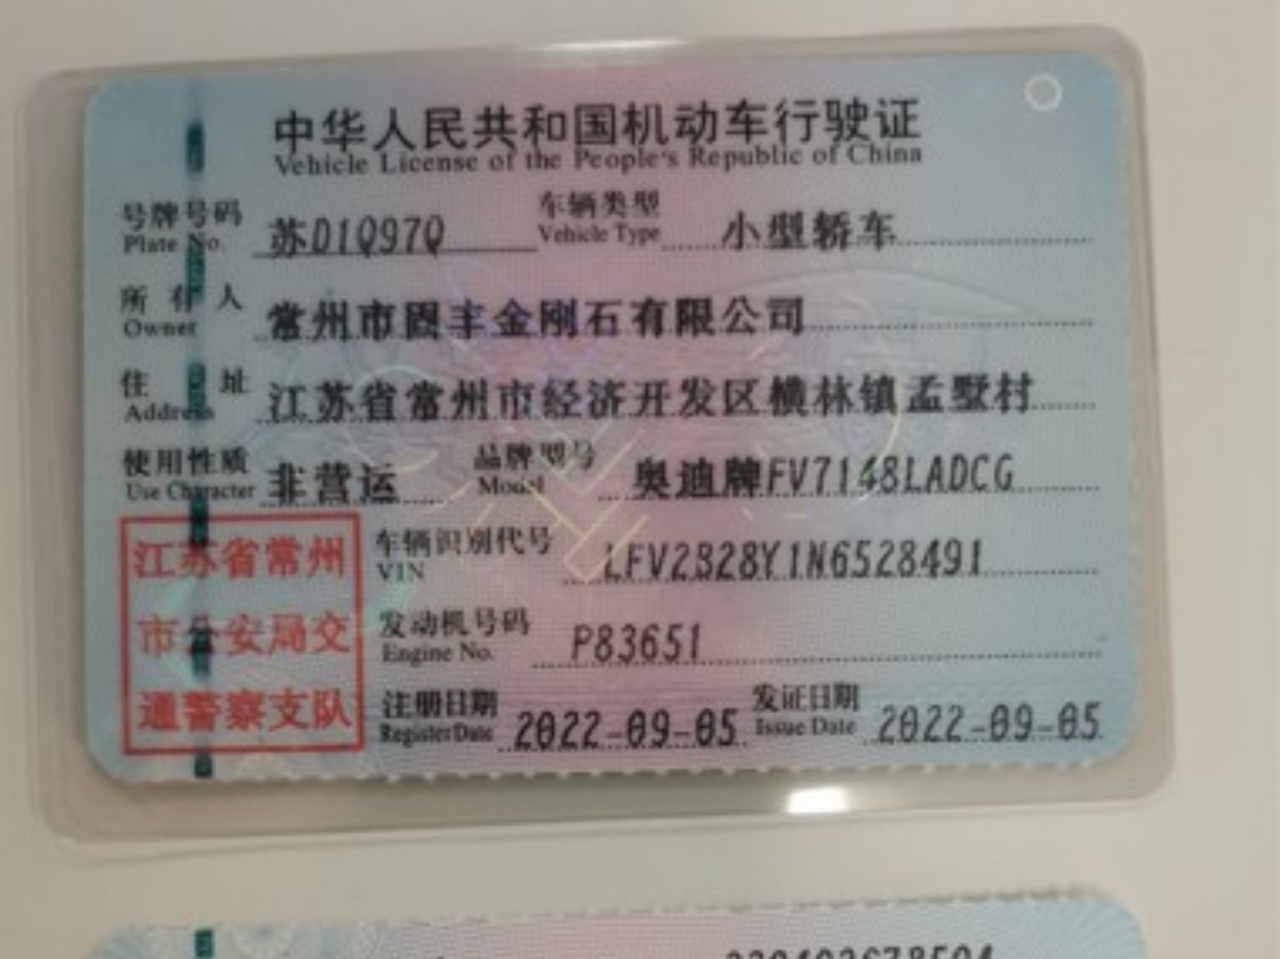 中华人民共和国机动车行驶证
Vehicle License of the People's Republic of China
号牌号码 苏D1Q97Q 车辆类型 小型轿车
Plate No. Vehicle Type
所有人 常州市固丰金刚石有限公司
Owner
住址 江苏省常州市经济开发区横林镇孟墅村
Address
使用性质 非营运 品牌型号 奥迪牌FV7148LADCG
Use Character Model
江苏省常州
市公安局交
通警察支队
车辆识别代号 LFV2B28Y1N6528491
VIN
发动机号码 P83651
Engine No.
注册日期 2022-09-05 发证日期 2022-09-05
Register Date Issue Date